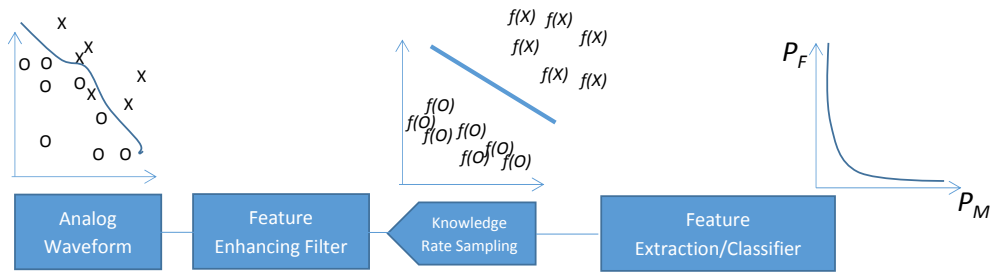 X
X
X
X
X
X
O
O
O
O
O
O
O
O
f(X)
f(X)
f(X)
f(X)
f(X)
f(X)
f(O)
f(O)
f(O)
f(O)
f(O)
f(O)
f(O)
P_F
P_M
Analog
Waveform
Feature
Enhancing Filter
Knowledge
Rate Sampling
Feature
Extraction/Classifier